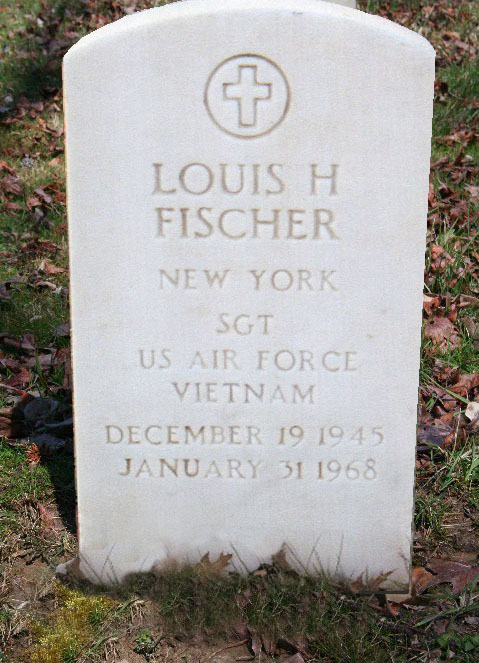 LOUIS H
FISCHER
NEW YORK
SGT
US AIR FORCE
VIETNAM
DECEMBER 19 1945
JANUARY 31 1968